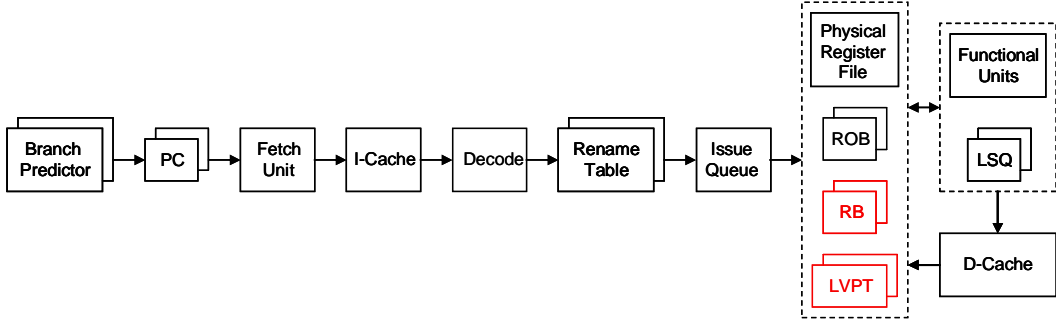 Branch
Predictor
PC
Fetch
Unit
I-Cache
Decode
Rename
Table
Issue
Queue
Physical
Register
File
ROB
RB
LVPT
Functional
Units
LSQ
D-Cache